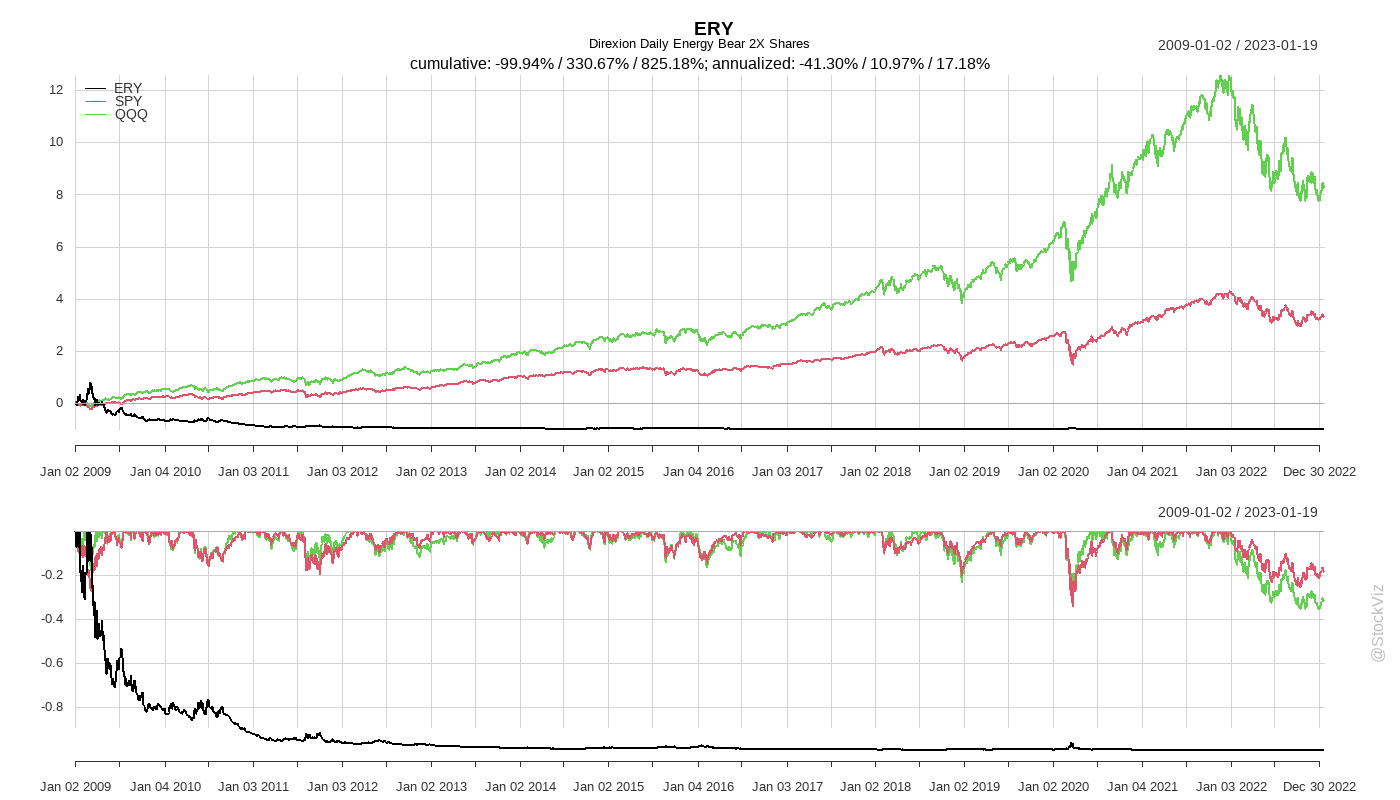 ERY
Direxion Daily Energy Bear 2X Shares
2009-01-02 / 2023-01-19
cumulative: -99.94% / 330.67% / 825.18%; annualized: -41.30% / 10.97% / 17.18%
ERY
SPY
QQQ
12
10
8
6
4
2
0
Jan 02 2009 Jan 04 2010 Jan 03 2011 Jan 03 2012 Jan 02 2013 Jan 02 2014 Jan 02 2015 Jan 04 2016 Jan 03 2017 Jan 02 2018 Jan 02 2019 Jan 02 2020 Jan 04 2021 Jan 03 2022 Dec 30 2022
2009-01-02 / 2023-01-19
-0.2
-0.4
-0.6
-0.8
Jan 02 2009 Jan 04 2010 Jan 03 2011 Jan 03 2012 Jan 02 2013 Jan 02 2014 Jan 02 2015 Jan 04 2016 Jan 03 2017 Jan 02 2018 Jan 02 2019 Jan 02 2020 Jan 04 2021 Jan 03 2022 Dec 30 2022
@StockViz